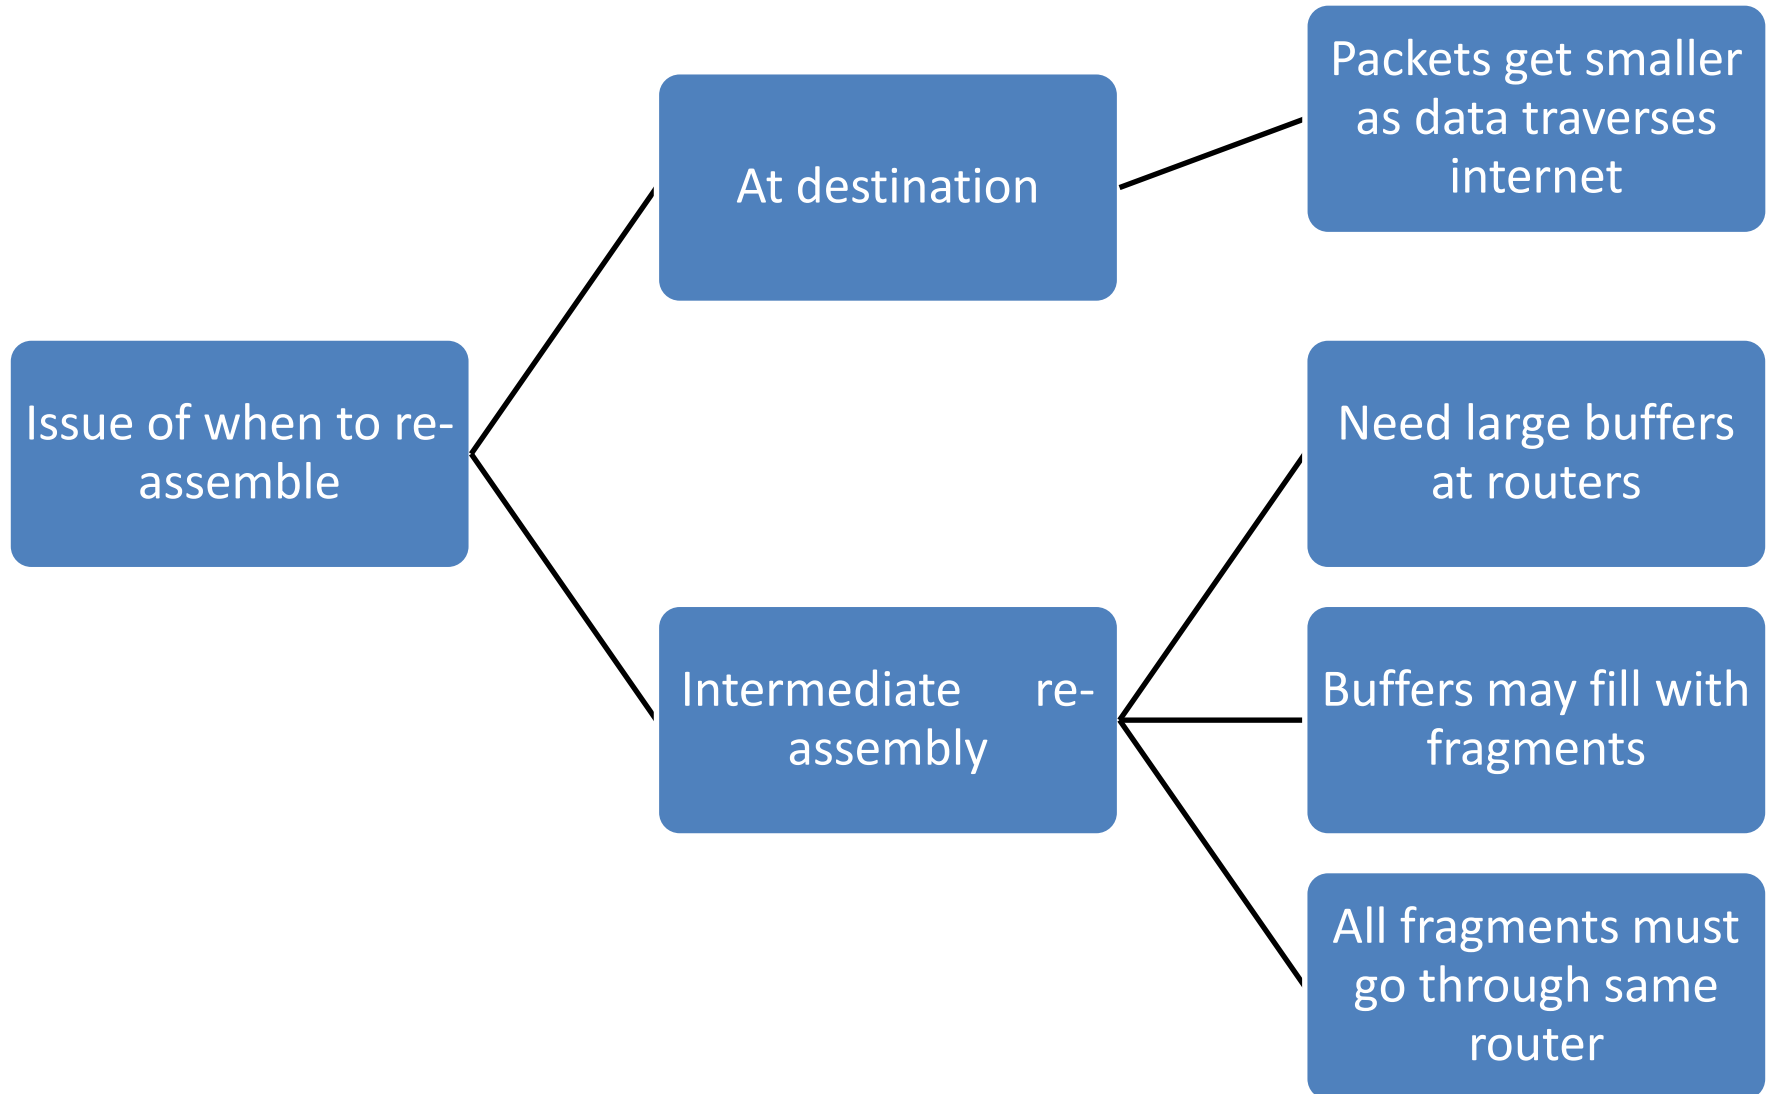 Issue of when to re-
assemble
At destination
Packets get smaller
as data traverses
internet
Intermediate re-
assembly
Need large buffers
at routers
Buffers may fill with
fragments
All fragments must
go through same
router